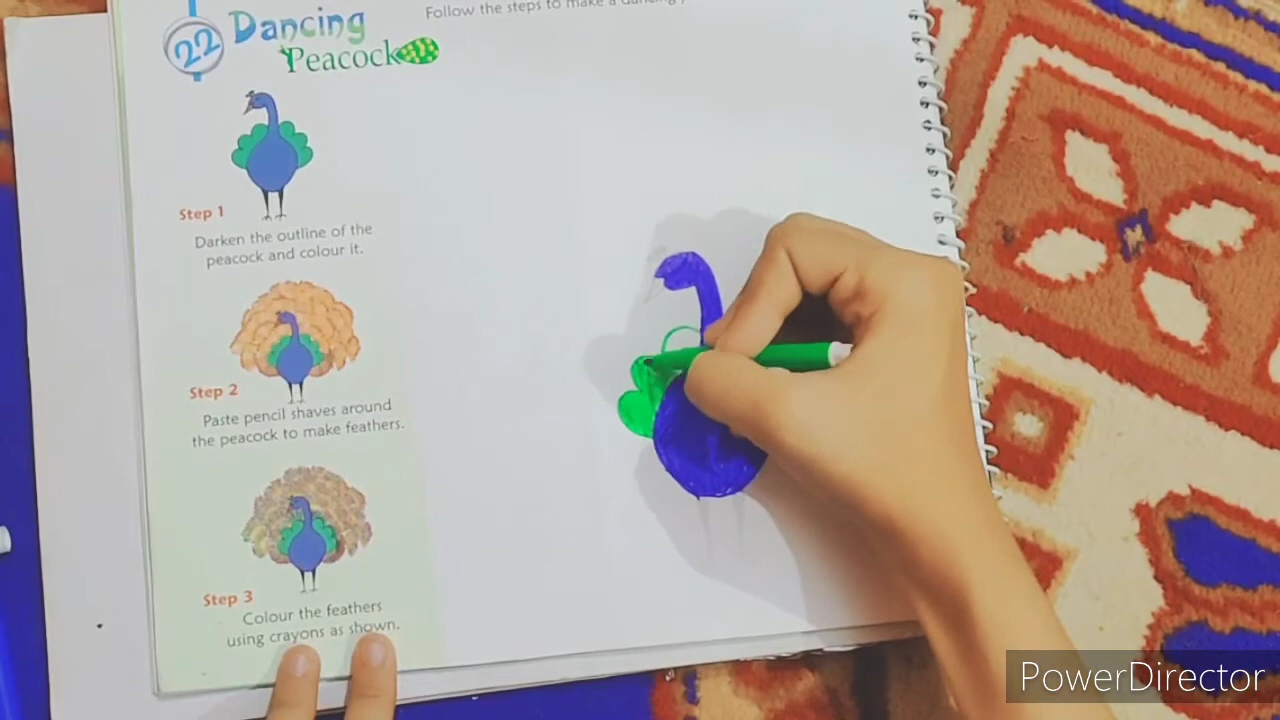 22
Dancing
Peacock
Follow the steps to make a dancing
Step 1
Darken the outline of the
peacock and colour it.
Step 2
Paste pencil shaves around
the peacock to make feathers.
Step 3
Colour the feathers
using crayons as shown.
PowerDirector